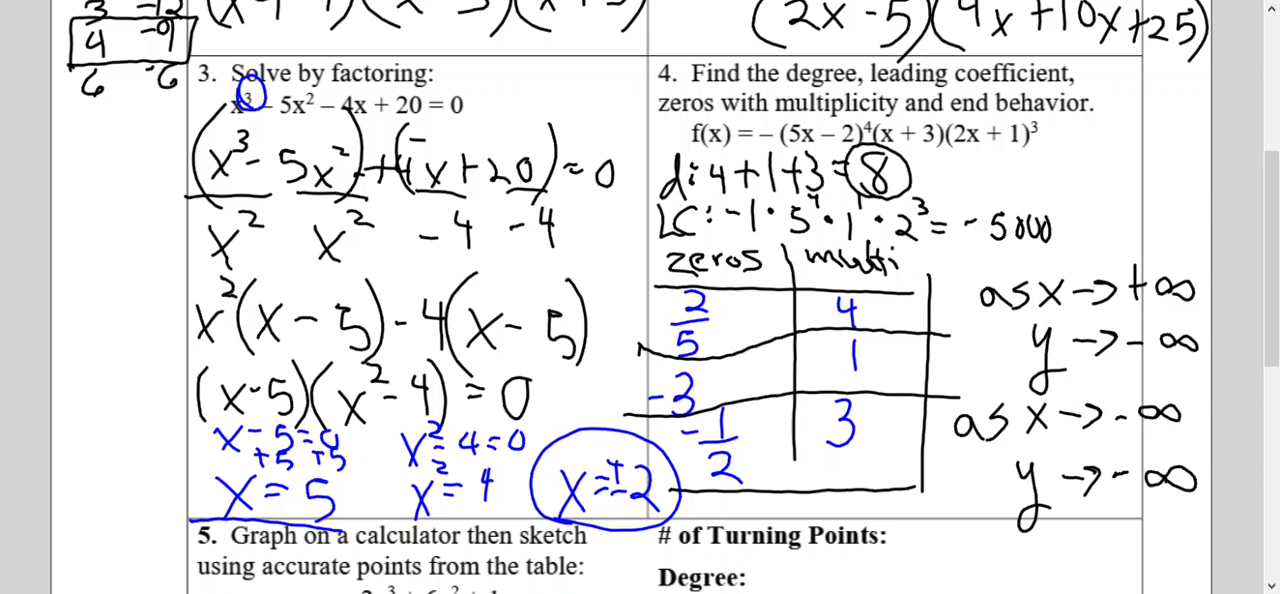 3 -12
4 -9
6 -6
(2x - 5)(4x + 10x + 25)
3. Solve by factoring:
x³ – 5x² – 4x + 20 = 0
(x³ - 5x²) + (-4x + 20) = 0
x² x² -4 -4
x²(x - 5) - 4(x - 5)
(x - 5)(x² - 4) = 0
x - 5 = 0 x² - 4 = 0
+5 +5
x = 5 x² = 4 x = ±2
4. Find the degree, leading coefficient,
zeros with multiplicity and end behavior.
f(x) = – (5x – 2)⁴(x + 3)(2x + 1)³
d: 4 + 1 + 3 = 8
LC: -1 · 5⁴ · 1¹ · 2³ = -5000
zeros multi
2/5 4
-3 1
-1/2 3
as x → +∞
y → -∞
as x → -∞
y → -∞
5. Graph on a calculator then sketch
using accurate points from the table:
# of Turning Points:
Degree: